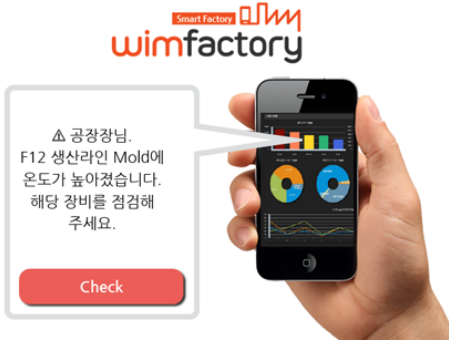 Smart Factory
wimfactory
⚠ 공장장님.
F12 생산라인 Mold에
온도가 높아졌습니다.
해당 장비를 점검해
주세요.
Check